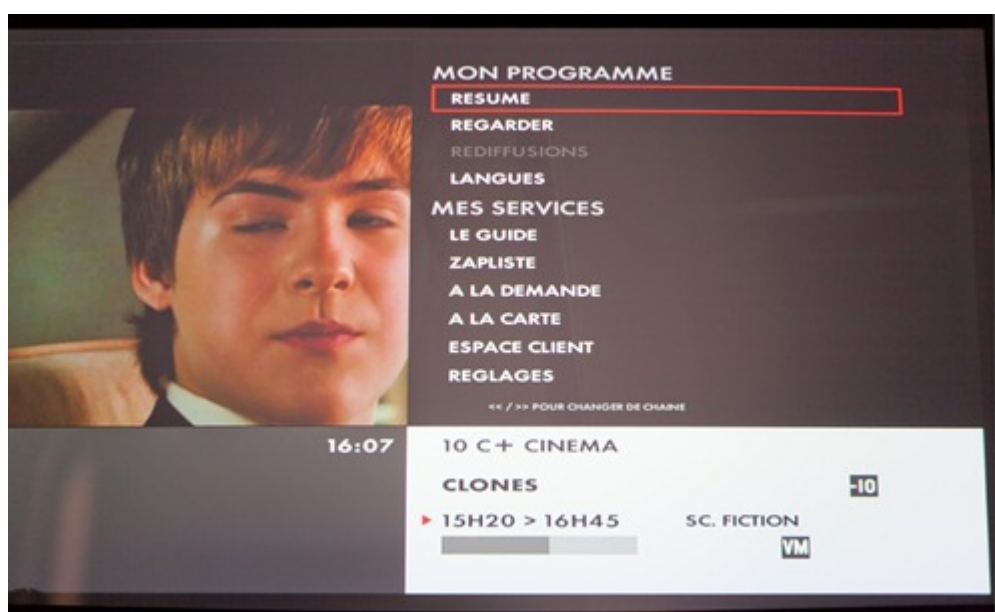 MON PROGRAMME
RESUME
REGARDER
REDIFFUSIONS
LANGUES
MES SERVICES
LE GUIDE
ZAPLISTE
A LA DEMANDE
A LA CARTE
ESPACE CLIENT
REGLAGES
<< / >> POUR CHANGER DE CHAINE
16:07 10 C+ CINEMA
CLONES -10
15H20 > 16H45 SC. FICTION
VM